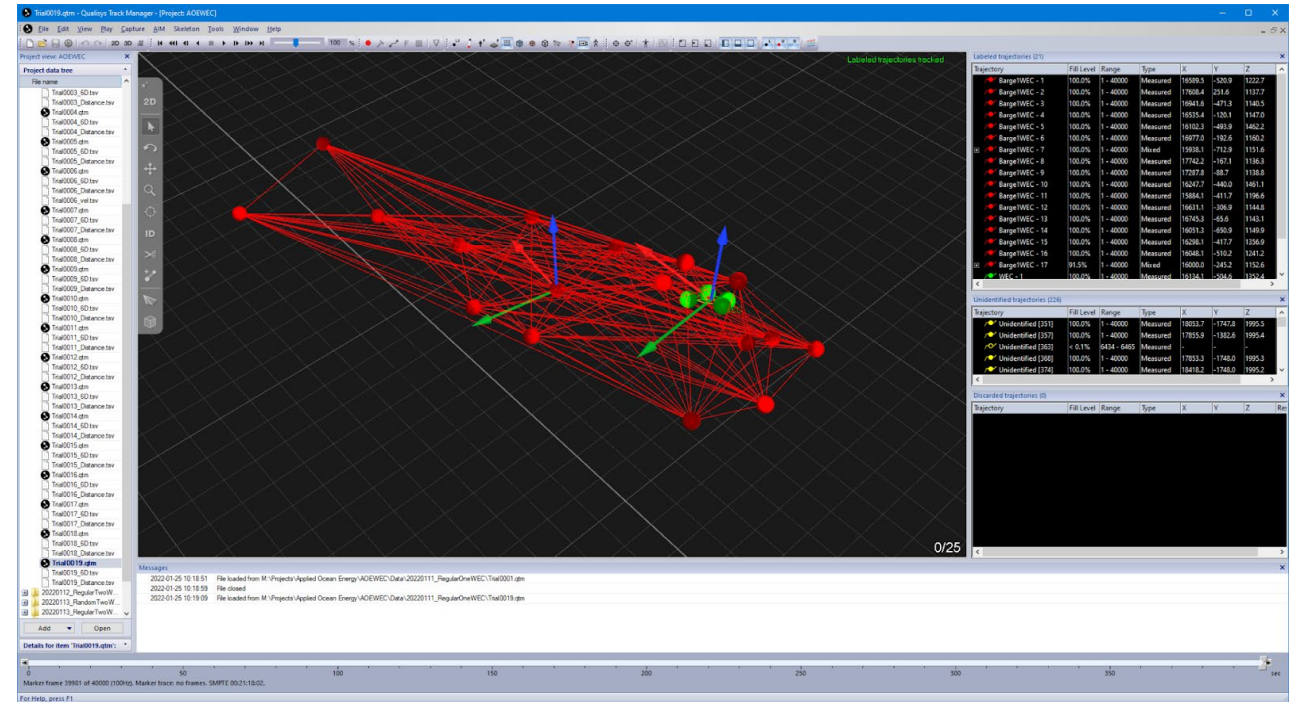 Trial0019.qtm - Qualisys Track Manager - [Project: AOEWEC]
File Edit View Play Capture AIM Skeleton Tools Window Help
2D 3D 100 %
Project view: AOEWEC
Project data tree
File name
Trial0003_6D.tsv
Trial0003_Distance.tsv
Trial0004.qtm
Trial0004_6D.tsv
Trial0004_Distance.tsv
Trial0005.qtm
Trial0005_6D.tsv
Trial0005_Distance.tsv
Trial0006.qtm
Trial0006_6D.tsv
Trial0006_Distance.tsv
Trial0006_vel.tsv
Trial0007.qtm
Trial0007_6D.tsv
Trial0007_Distance.tsv
Trial0008.qtm
Trial0008_6D.tsv
Trial0008_Distance.tsv
Trial0009.qtm
Trial0009_6D.tsv
Trial0009_Distance.tsv
Trial0010.qtm
Trial0010_6D.tsv
Trial0010_Distance.tsv
Trial0011.qtm
Trial0011_6D.tsv
Trial0011_Distance.tsv
Trial0012.qtm
Trial0012_6D.tsv
Trial0012_Distance.tsv
Trial0013.qtm
Trial0013_6D.tsv
Trial0013_Distance.tsv
Trial0014.qtm
Trial0014_6D.tsv
Trial0014_Distance.tsv
Trial0015.qtm
Trial0015_6D.tsv
Trial0015_Distance.tsv
Trial0016.qtm
Trial0016_6D.tsv
Trial0016_Distance.tsv
Trial0017.qtm
Trial0017_6D.tsv
Trial0017_Distance.tsv
Trial0018.qtm
Trial0018_6D.tsv
Trial0018_Distance.tsv
Trial0019.qtm
Trial0019_6D.tsv
Trial0019_Distance.tsv
20220112_RegularTwoW...
20220113_RandomTwoW...
20220113_RegularTwoW...
Add Open
Details for item 'Trial0019.qtm':
2D
3D
1D
Labeled trajectories tracked
0/25
Labeled trajectories (21)
Trajectory Fill Level Range Type X Y Z
Barge1WEC - 1 100.0% 1 - 40000 Measured 16589.5 -520.9 1222.7
Barge1WEC - 2 100.0% 1 - 40000 Measured 17608.4 251.6 1137.7
Barge1WEC - 3 100.0% 1 - 40000 Measured 16941.6 -471.3 1140.5
Barge1WEC - 4 100.0% 1 - 40000 Measured 16535.4 -120.1 1147.0
Barge1WEC - 5 100.0% 1 - 40000 Measured 16102.3 -493.9 1462.2
Barge1WEC - 6 100.0% 1 - 40000 Measured 16977.0 -192.6 1160.2
Barge1WEC - 7 100.0% 1 - 40000 Mixed 15938.1 -712.9 1151.6
Barge1WEC - 8 100.0% 1 - 40000 Measured 17742.2 -167.1 1136.3
Barge1WEC - 9 100.0% 1 - 40000 Measured 17287.8 -88.7 1138.8
Barge1WEC - 10 100.0% 1 - 40000 Measured 16247.7 -440.0 1461.1
Barge1WEC - 11 100.0% 1 - 40000 Measured 15884.1 -411.7 1196.6
Barge1WEC - 12 100.0% 1 - 40000 Measured 16631.1 -306.9 1144.8
Barge1WEC - 13 100.0% 1 - 40000 Measured 16745.3 -65.6 1143.1
Barge1WEC - 14 100.0% 1 - 40000 Measured 16051.3 -650.9 1149.9
Barge1WEC - 15 100.0% 1 - 40000 Measured 16298.1 -417.7 1356.9
Barge1WEC - 16 100.0% 1 - 40000 Measured 16048.1 -510.2 1241.2
Barge1WEC - 17 91.5% 1 - 40000 Mixed 16000.0 -245.2 1152.6
WEC - 1 100.0% 1 - 40000 Measured 16134.1 -504.6 1352.4
Unidentified trajectories (226)
Trajectory Fill Level Range Type X Y Z
Unidentified [351] 100.0% 1 - 40000 Measured 18053.7 -1747.8 1995.5
Unidentified [357] 100.0% 1 - 40000 Measured 17855.9 -1382.6 1995.4
Unidentified [363] < 0.1% 6434 - 6465 Measured - - -
Unidentified [368] 100.0% 1 - 40000 Measured 17853.3 -1748.0 1995.3
Unidentified [374] 100.0% 1 - 40000 Measured 18418.2 -1748.0 1995.2
Discarded trajectories (0)
Trajectory Fill Level Range Type X Y Z Res
Messages
2022-01-25 10:18:51 File loaded from M:\Projects\Applied Ocean Energy\AOEWEC\Data\20220111_RegularOneWEC\Trial0001.qtm
2022-01-25 10:18:59 File closed
2022-01-25 10:19:09 File loaded from M:\Projects\Applied Ocean Energy\AOEWEC\Data\20220111_RegularOneWEC\Trial0019.qtm
0 50 100 150 200 250 300 350 sec
Marker frame 39981 of 40000 (100Hz). Marker trace: no frames. SMPTE 00:21:18:02.
For Help, press F1